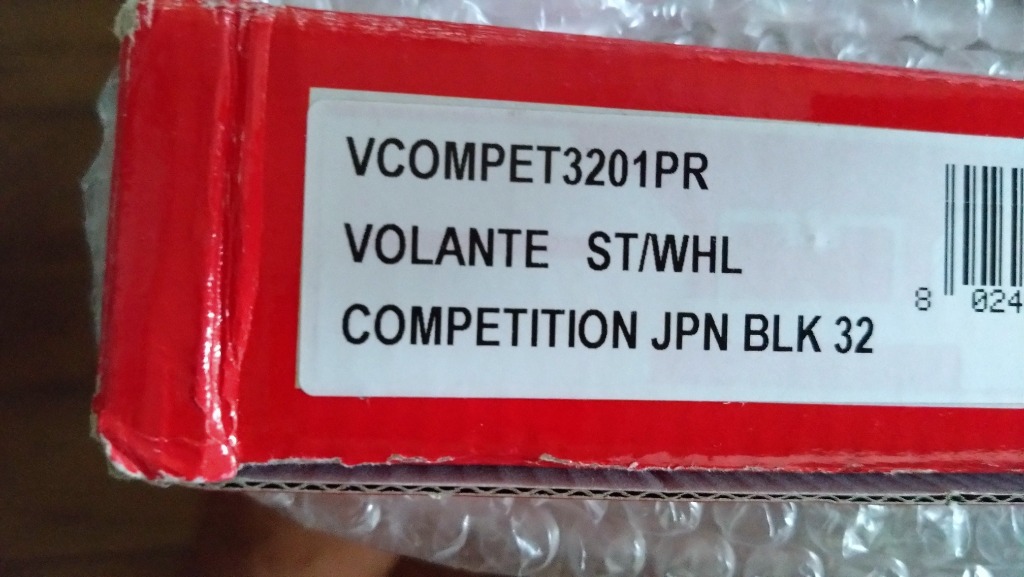 VCOMPET3201PR
VOLANTE ST/WHL
COMPETITION JPN BLK 32
8 024